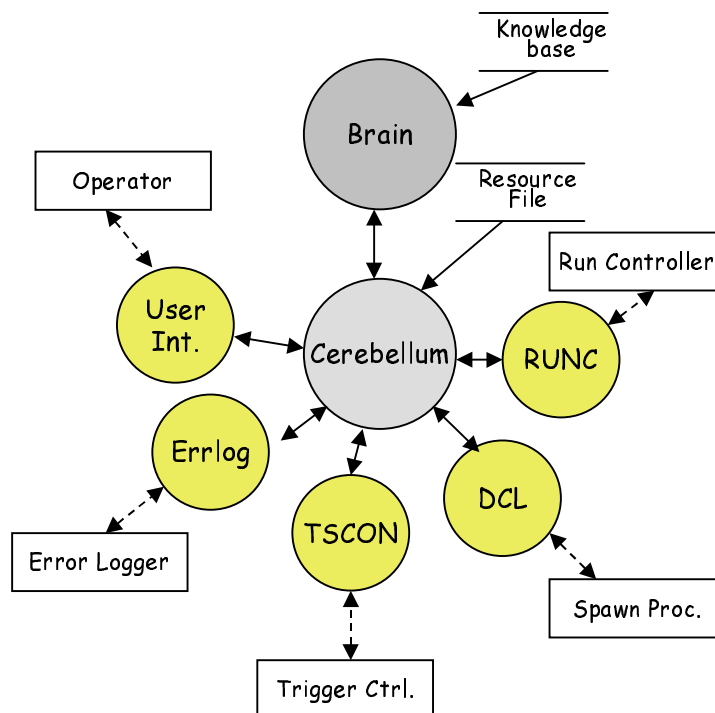 Knowledge
base
Brain
Resource
File
Operator
Run Controller
User
Int.
Cerebellum
RUNC
Errlog
DCL
TSCON
Error Logger
Spawn Proc.
Trigger Ctrl.